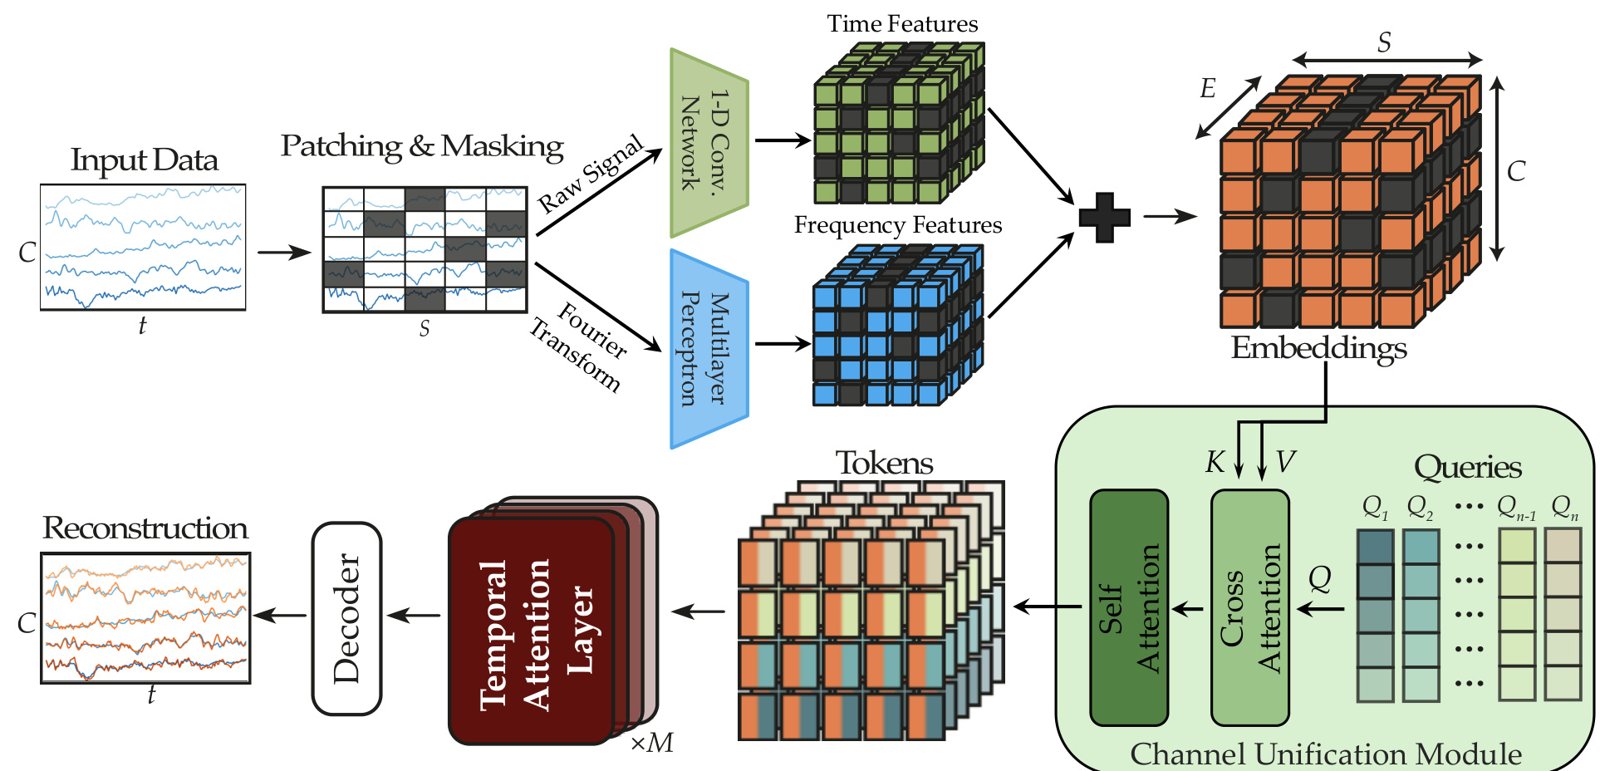 Input Data
C
t
Patching & Masking
S
Raw Signal
Fourier
Transform
1-D Conv.
Network
Multilayer
Perceptron
Time Features
Frequency Features
S
E
C
Embeddings
K
V
Queries
Q1
Q2
...
Qn-1
Qn
...
...
...
...
...
Q
Cross
Attention
Self
Attention
Channel Unification Module
Tokens
Temporal
Attention
Layer
×M
Decoder
Reconstruction
C
t